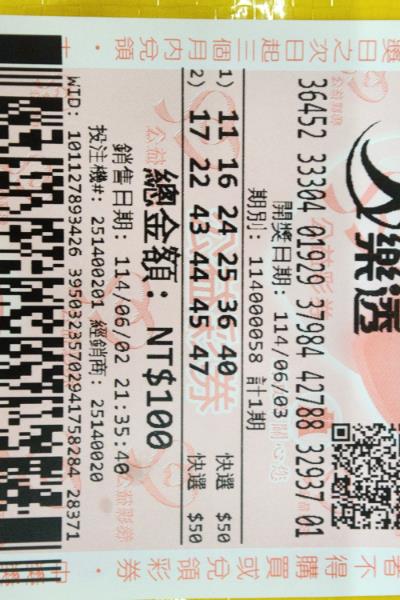 大樂透
36452 33304 01929 37984 42788 32937 01
開獎日期: 114/06/03
期別: 114000058 計1期
1) 11 16 24 25 36 40 快選 $50
2) 17 22 43 44 45 47 快選 $50
總金額: NT$100
銷售日期: 114/06/02 21:35:40
投注機#: 251400201 經銷商: 25140020
WID: 101127893426 39503235702941758284 28371